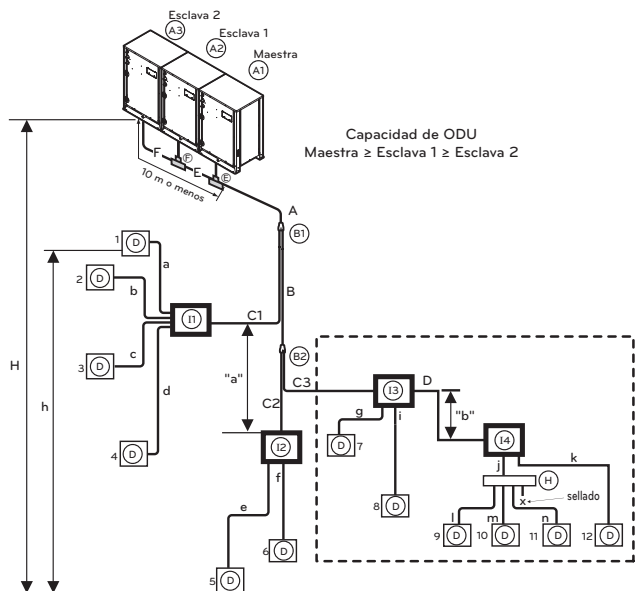 Esclava 2
A3
Esclava 1
A2
Maestra
A1
Capacidad de ODU
Maestra ≥ Esclava 1 ≥ Esclava 2
F
F
E
E
10 m o menos
A
B1
1
D
a
2
D
b
I1
C1
B
3
D
c
d
4
D
H
h
"a"
B2
C3
C2
I3
D
"b"
g
i
D
7
I4
I2
f
j
k
H
x
sellado
8
D
l
m
n
9
D
10
D
11
D
12
D
e
6
D
5
D